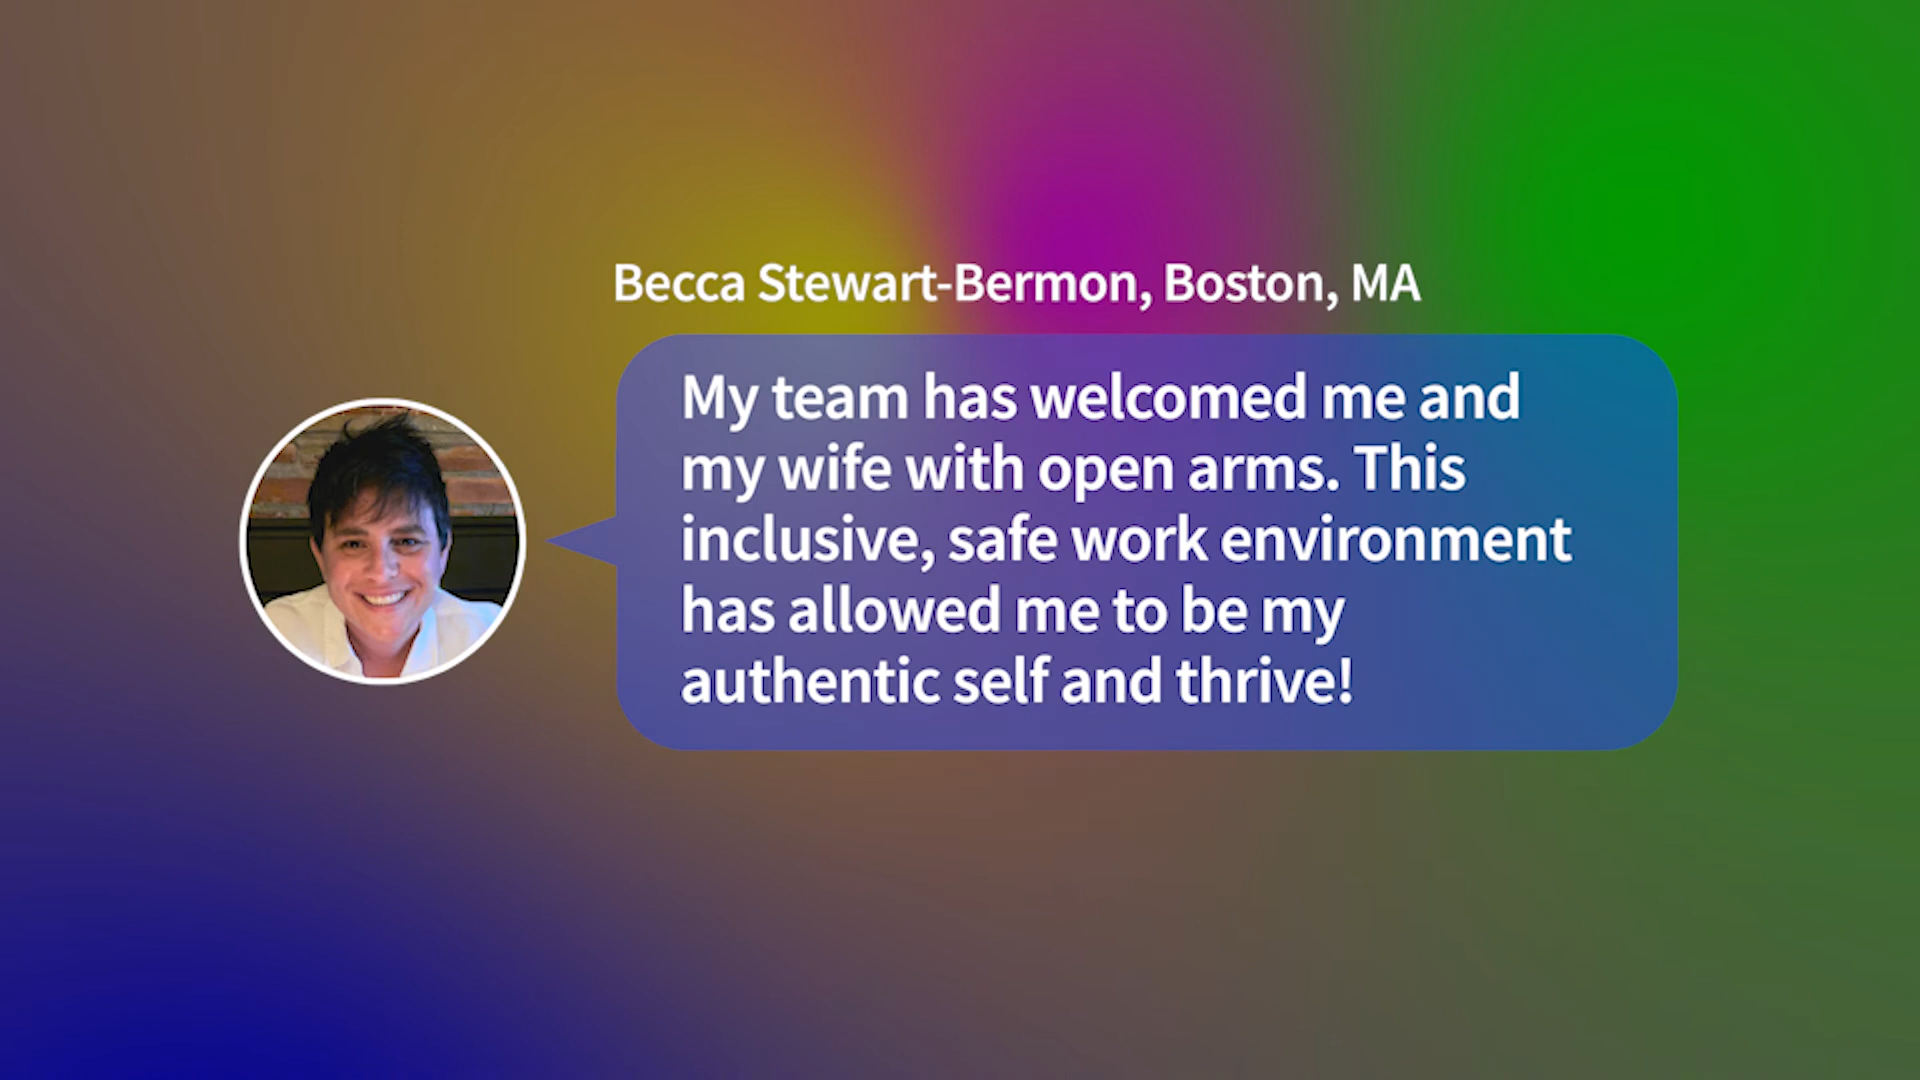 Becca Stewart-Bermon, Boston, MA
My team has welcomed me and
my wife with open arms. This
inclusive, safe work environment
has allowed me to be my
authentic self and thrive!